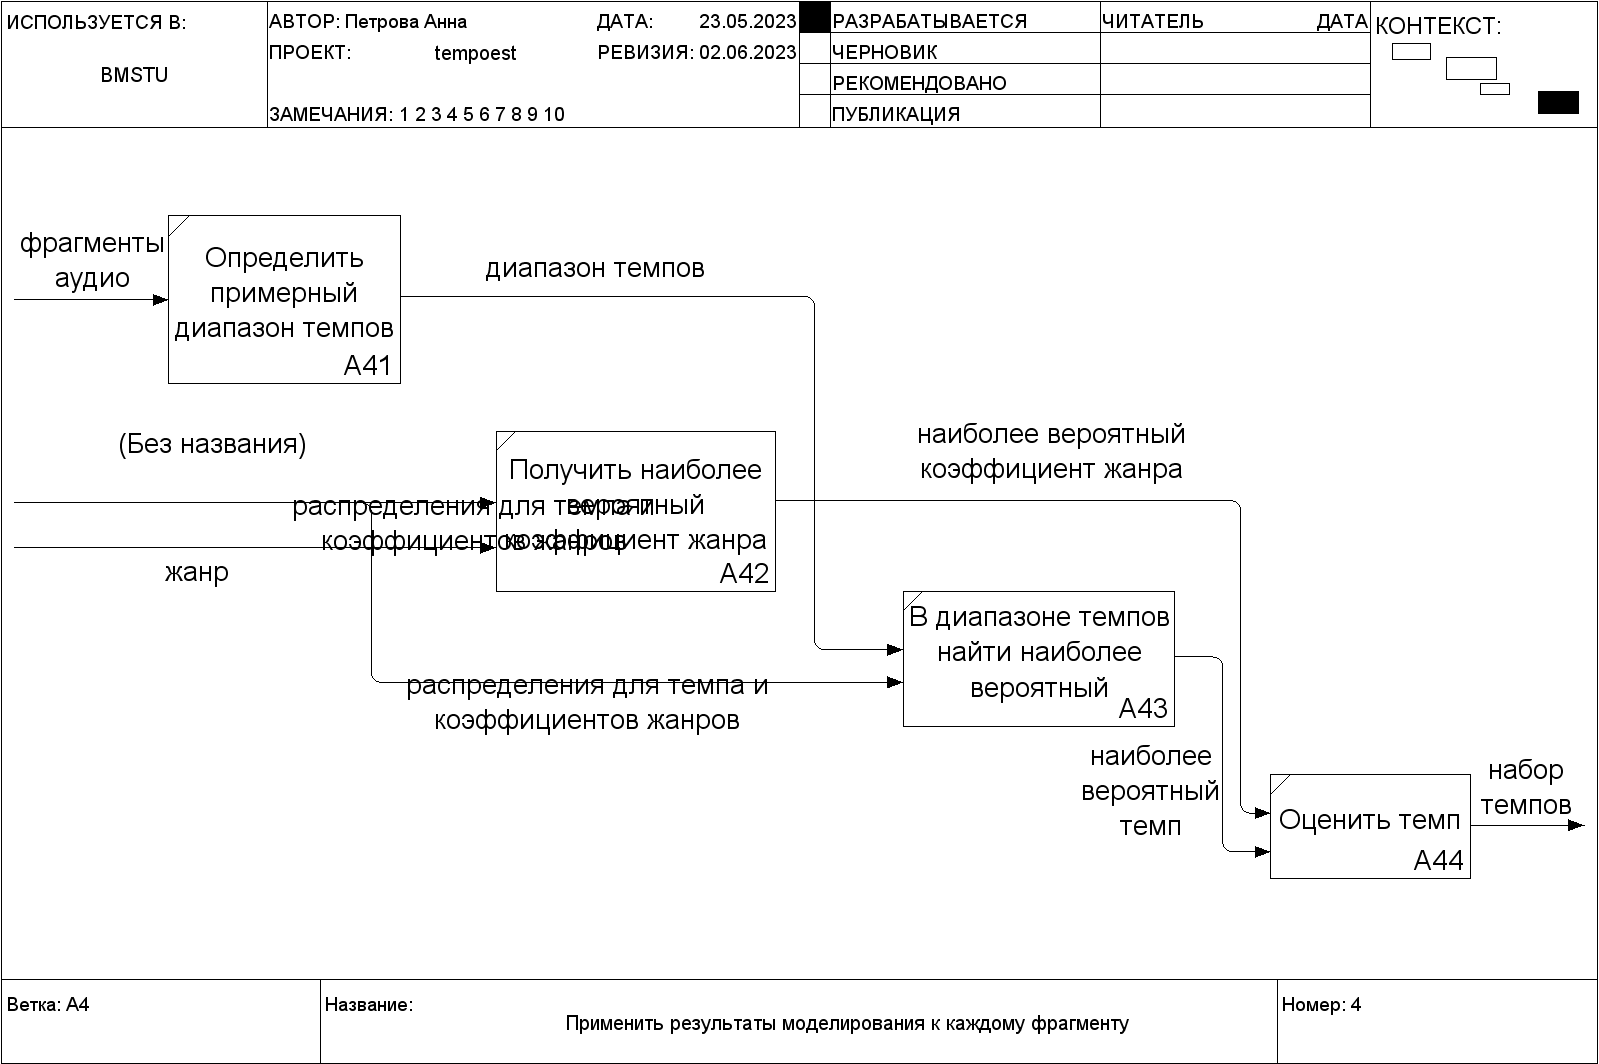 ИСПОЛЬЗУЕТСЯ В:
BMSTU
АВТОР: Петрова Анна
ДАТА: 23.05.2023
ПРОЕКТ: tempoest
РЕВИЗИЯ: 02.06.2023
ЗАМЕЧАНИЯ: 1 2 3 4 5 6 7 8 9 10
РАЗРАБАТЫВАЕТСЯ
ЧЕРНОВИК
РЕКОМЕНДОВАНО
ПУБЛИКАЦИЯ
ЧИТАТЕЛЬ ДАТА
КОНТЕКСТ:
фрагменты
аудио
Определить
примерный
диапазон темпов
A41
диапазон темпов
(Без названия)
распределения для темпа и
коэффициентов жанров
жанр
Получить наиболее
вероятный
коэффициент жанра
A42
наиболее вероятный
коэффициент жанра
распределения для темпа и
коэффициентов жанров
В диапазоне темпов
найти наиболее
вероятный
A43
наиболее
вероятный
темп
Оценить темп
A44
набор
темпов
Ветка: A4
Название:
Применить результаты моделирования к каждому фрагменту
Номер: 4